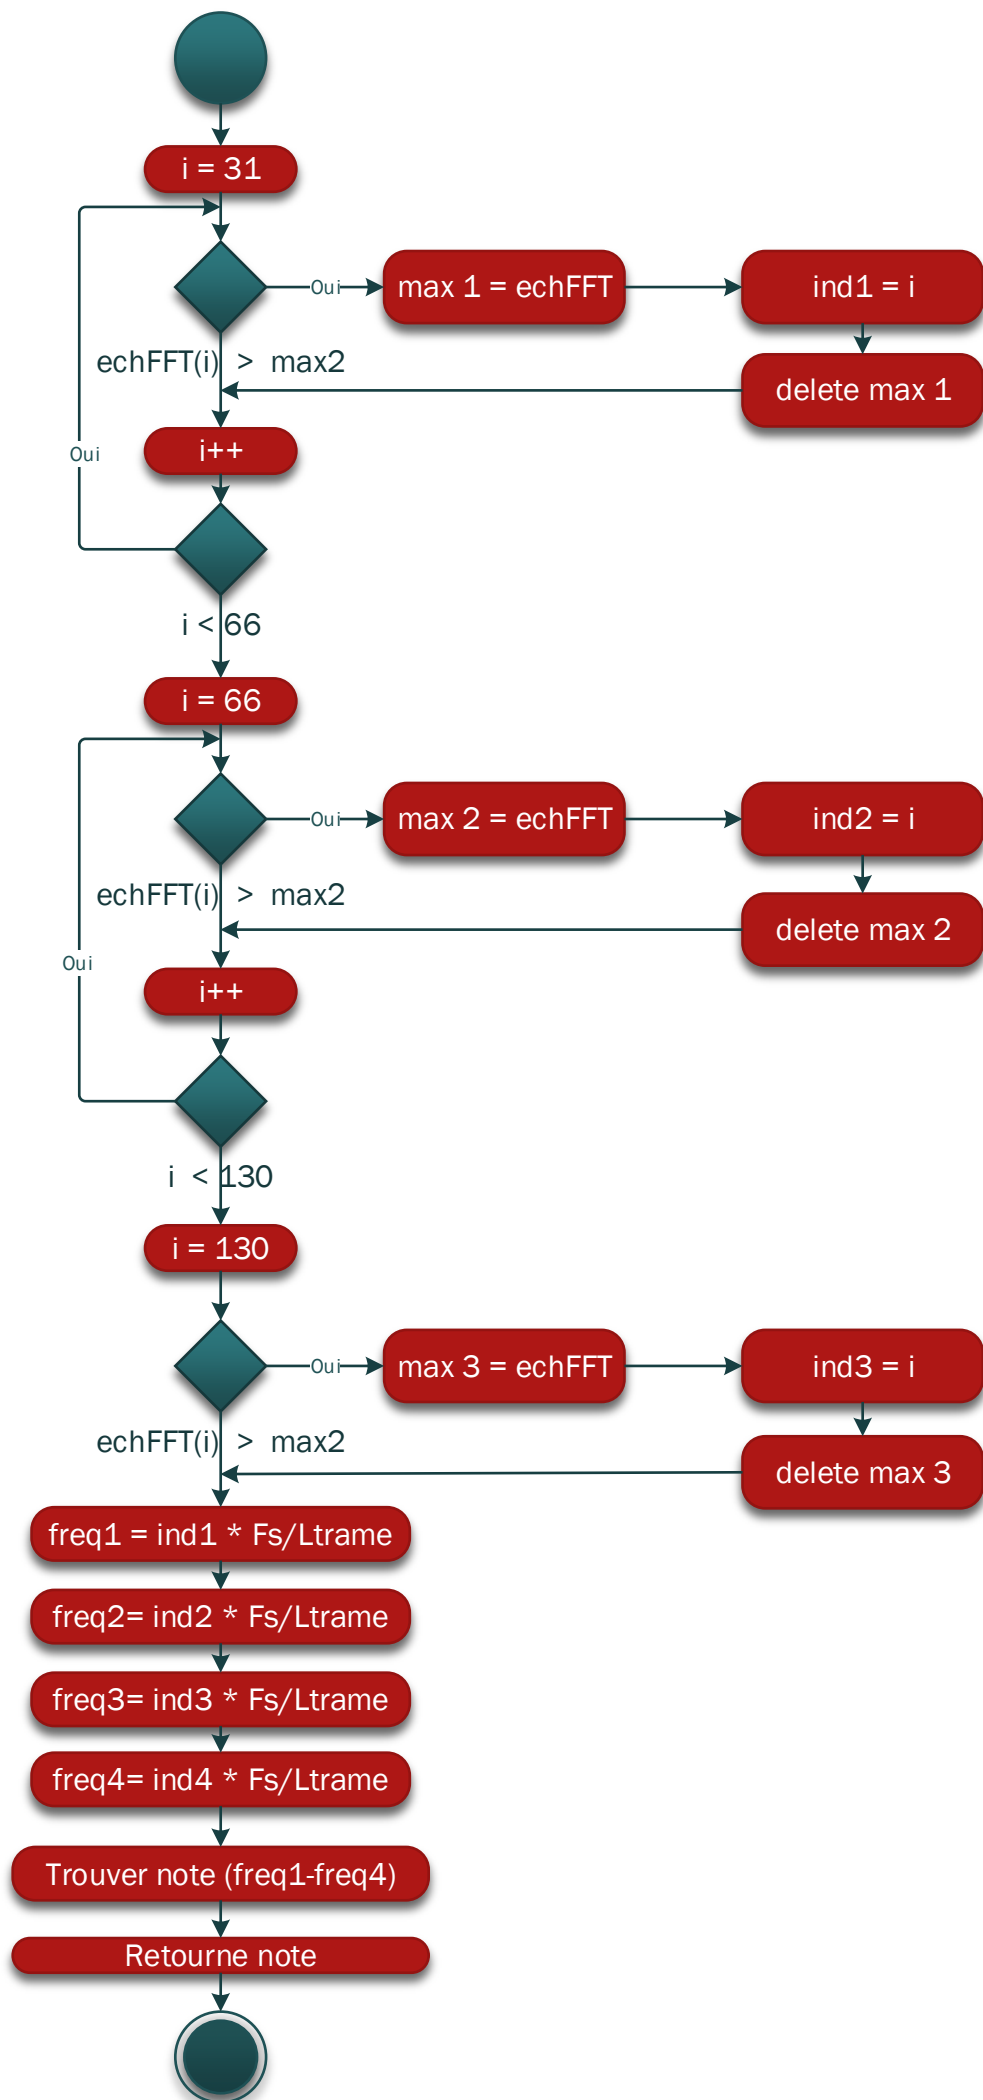 i = 31
Oui
max 1 = echFFT
ind1 = i
echFFT(i) > max2
delete max 1
i++
Oui
i < 66
i = 66
Oui
max 2 = echFFT
ind2 = i
echFFT(i) > max2
delete max 2
Oui
i++
i < 130
i = 130
Oui
max 3 = echFFT
ind3 = i
echFFT(i) > max2
delete max 3
freq1 = ind1 * Fs/Ltrame
freq2= ind2 * Fs/Ltrame
freq3= ind3 * Fs/Ltrame
freq4= ind4 * Fs/Ltrame
Trouver note (freq1-freq4)
Retourne note